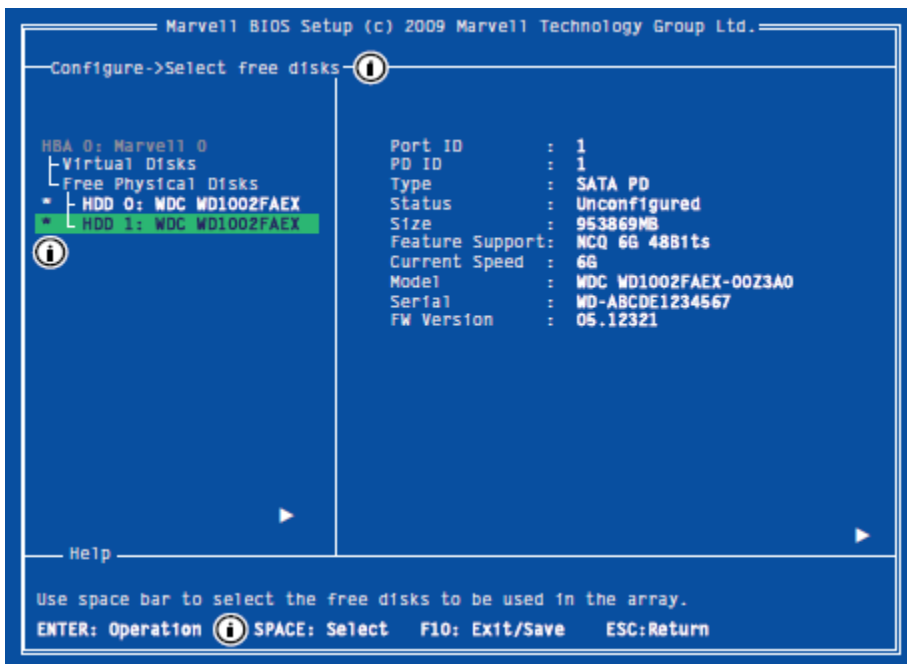 Marvell BIOS Setup (c) 2009 Marvell Technology Group Ltd.
Configure->Select free disks
HBA 0: Marvell 0
Virtual Disks
Free Physical Disks
* HDD 0: WDC WD1002FAEX
* HDD 1: WDC WD1002FAEX
Port ID : 1
PD ID : 1
Type : SATA PD
Status : Unconfigured
Size : 953869MB
Feature Support: NCQ 6G 48Bits
Current Speed : 6G
Model : WDC WD1002FAEX-00Z3A0
Serial : WD-ABCDE1234567
FW Version : 05.12321
Help
Use space bar to select the free disks to be used in the array.
ENTER: Operation SPACE: Select F10: Exit/Save ESC:Return